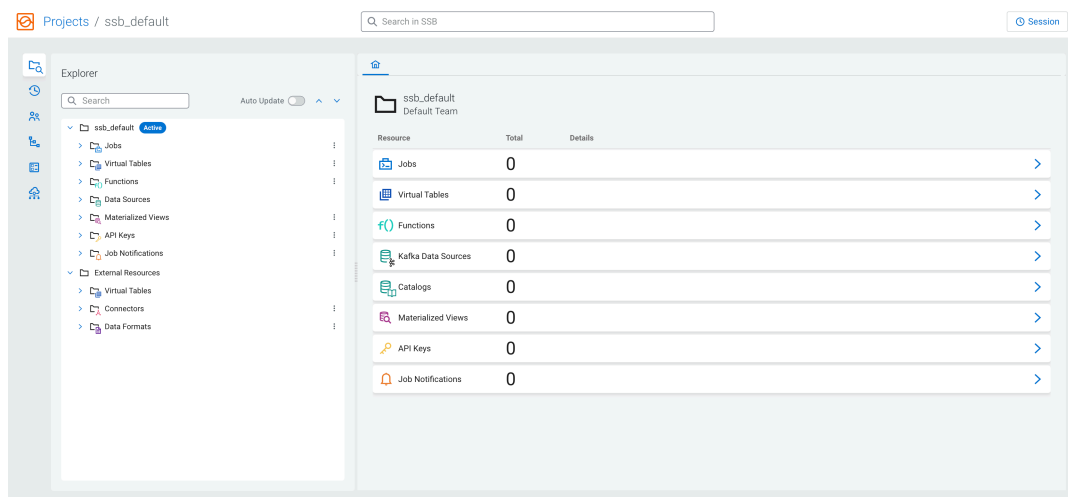 Projects / ssb_default
Search in SSB
Session
Explorer
Search
Auto Update
ssb_default Active
Jobs
Virtual Tables
Functions
Data Sources
Materialized Views
API Keys
Job Notifications
External Resources
Virtual Tables
Connectors
Data Formats
ssb_default
Default Team
Resource Total Details
Jobs 0
Virtual Tables 0
f() Functions 0
Kafka Data Sources 0
Catalogs 0
Materialized Views 0
API Keys 0
Job Notifications 0